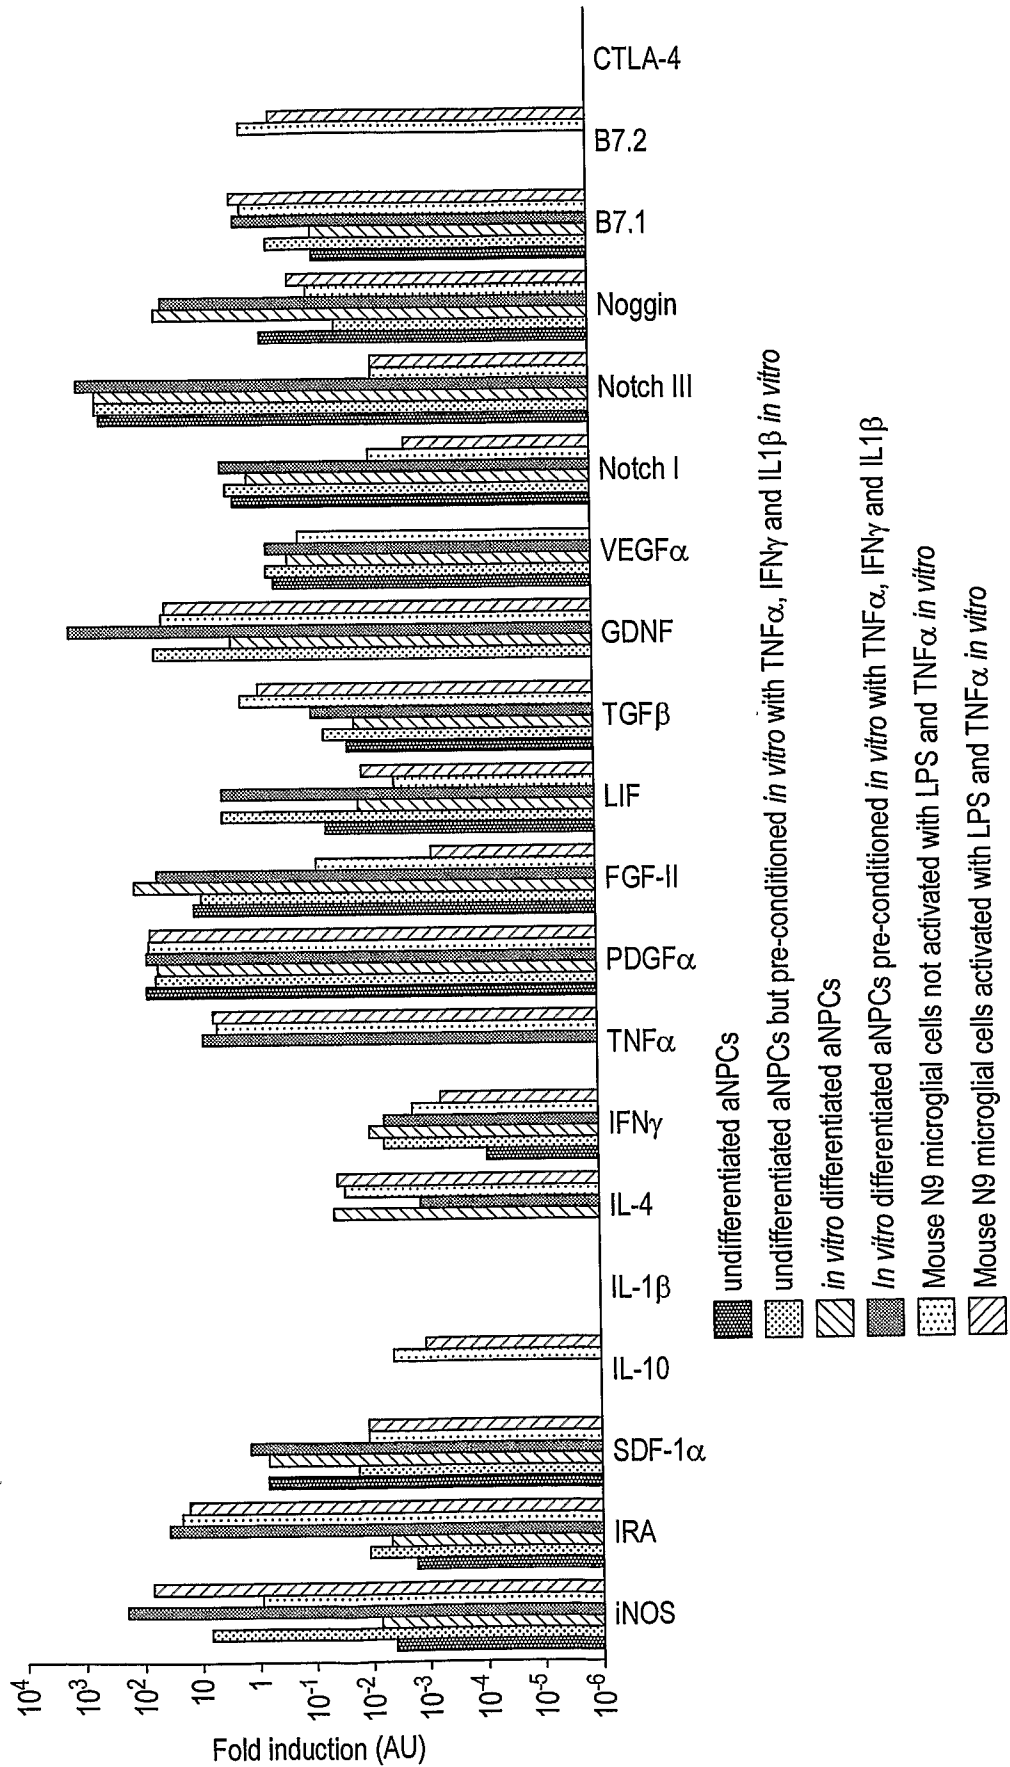 Fold induction (AU)
10⁴
10³
10²
10
1
10⁻¹
10⁻²
10⁻³
10⁻⁴
10⁻⁵
10⁻⁶
iNOS
IRA
SDF-1α
IL-10
IL-1β
IL-4
IFNγ
TNFα
PDGFα
FGF-II
LIF
TGFβ
GDNF
VEGFα
Notch I
Notch III
Noggin
B7.1
B7.2
CTLA-4
undifferentiated aNPCs
undifferentiated aNPCs but pre-conditioned in vitro with TNFα, IFNγ and IL1β in vitro
in vitro differentiated aNPCs
In vitro differentiated aNPCs pre-conditioned in vitro with TNFα, IFNγ and IL1β
Mouse N9 microglial cells not activated with LPS and TNFα in vitro
Mouse N9 microglial cells activated with LPS and TNFα in vitro